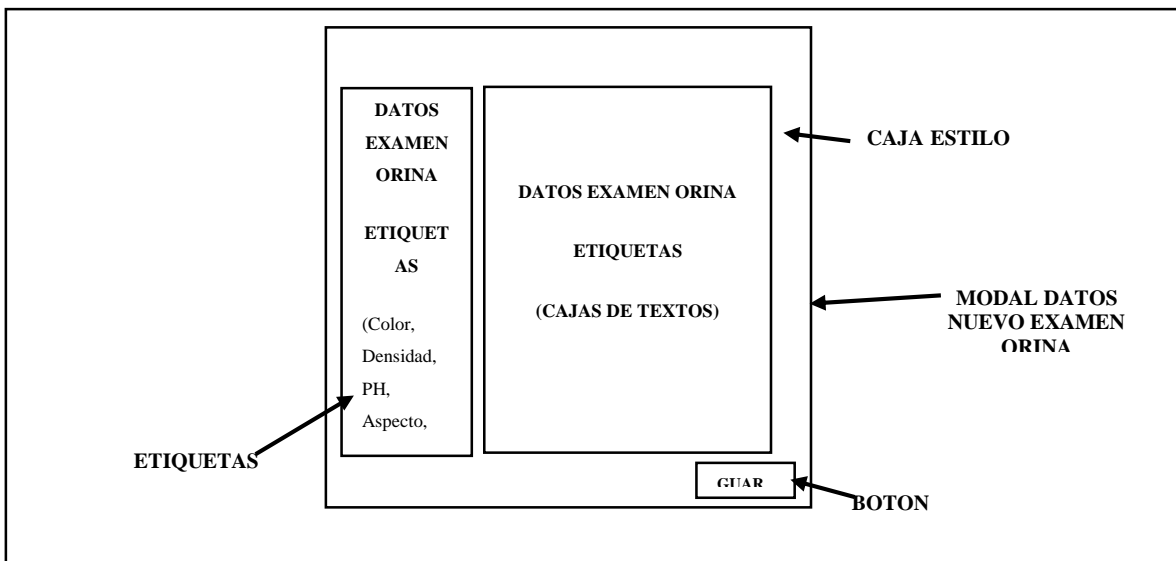 DATOS
EXAMEN
ORINA
ETIQUET
AS
(Color,
Densidad,
PH,
Aspecto,
DATOS EXAMEN ORINA
ETIQUETAS
(CAJAS DE TEXTOS)
GUAR
CAJA ESTILO
MODAL DATOS
NUEVO EXAMEN
ORINA
ETIQUETAS
BOTON